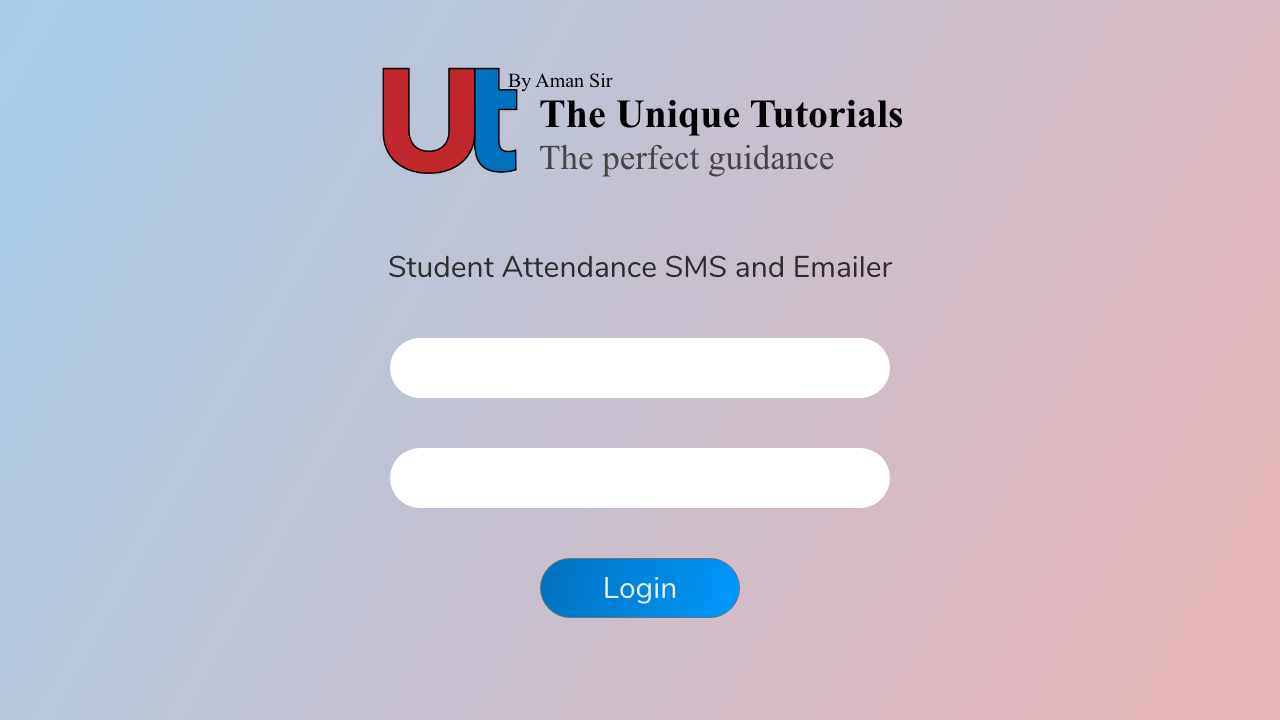 Ut
By Aman Sir
The Unique Tutorials
The perfect guidance
Student Attendance SMS and Emailer
Login